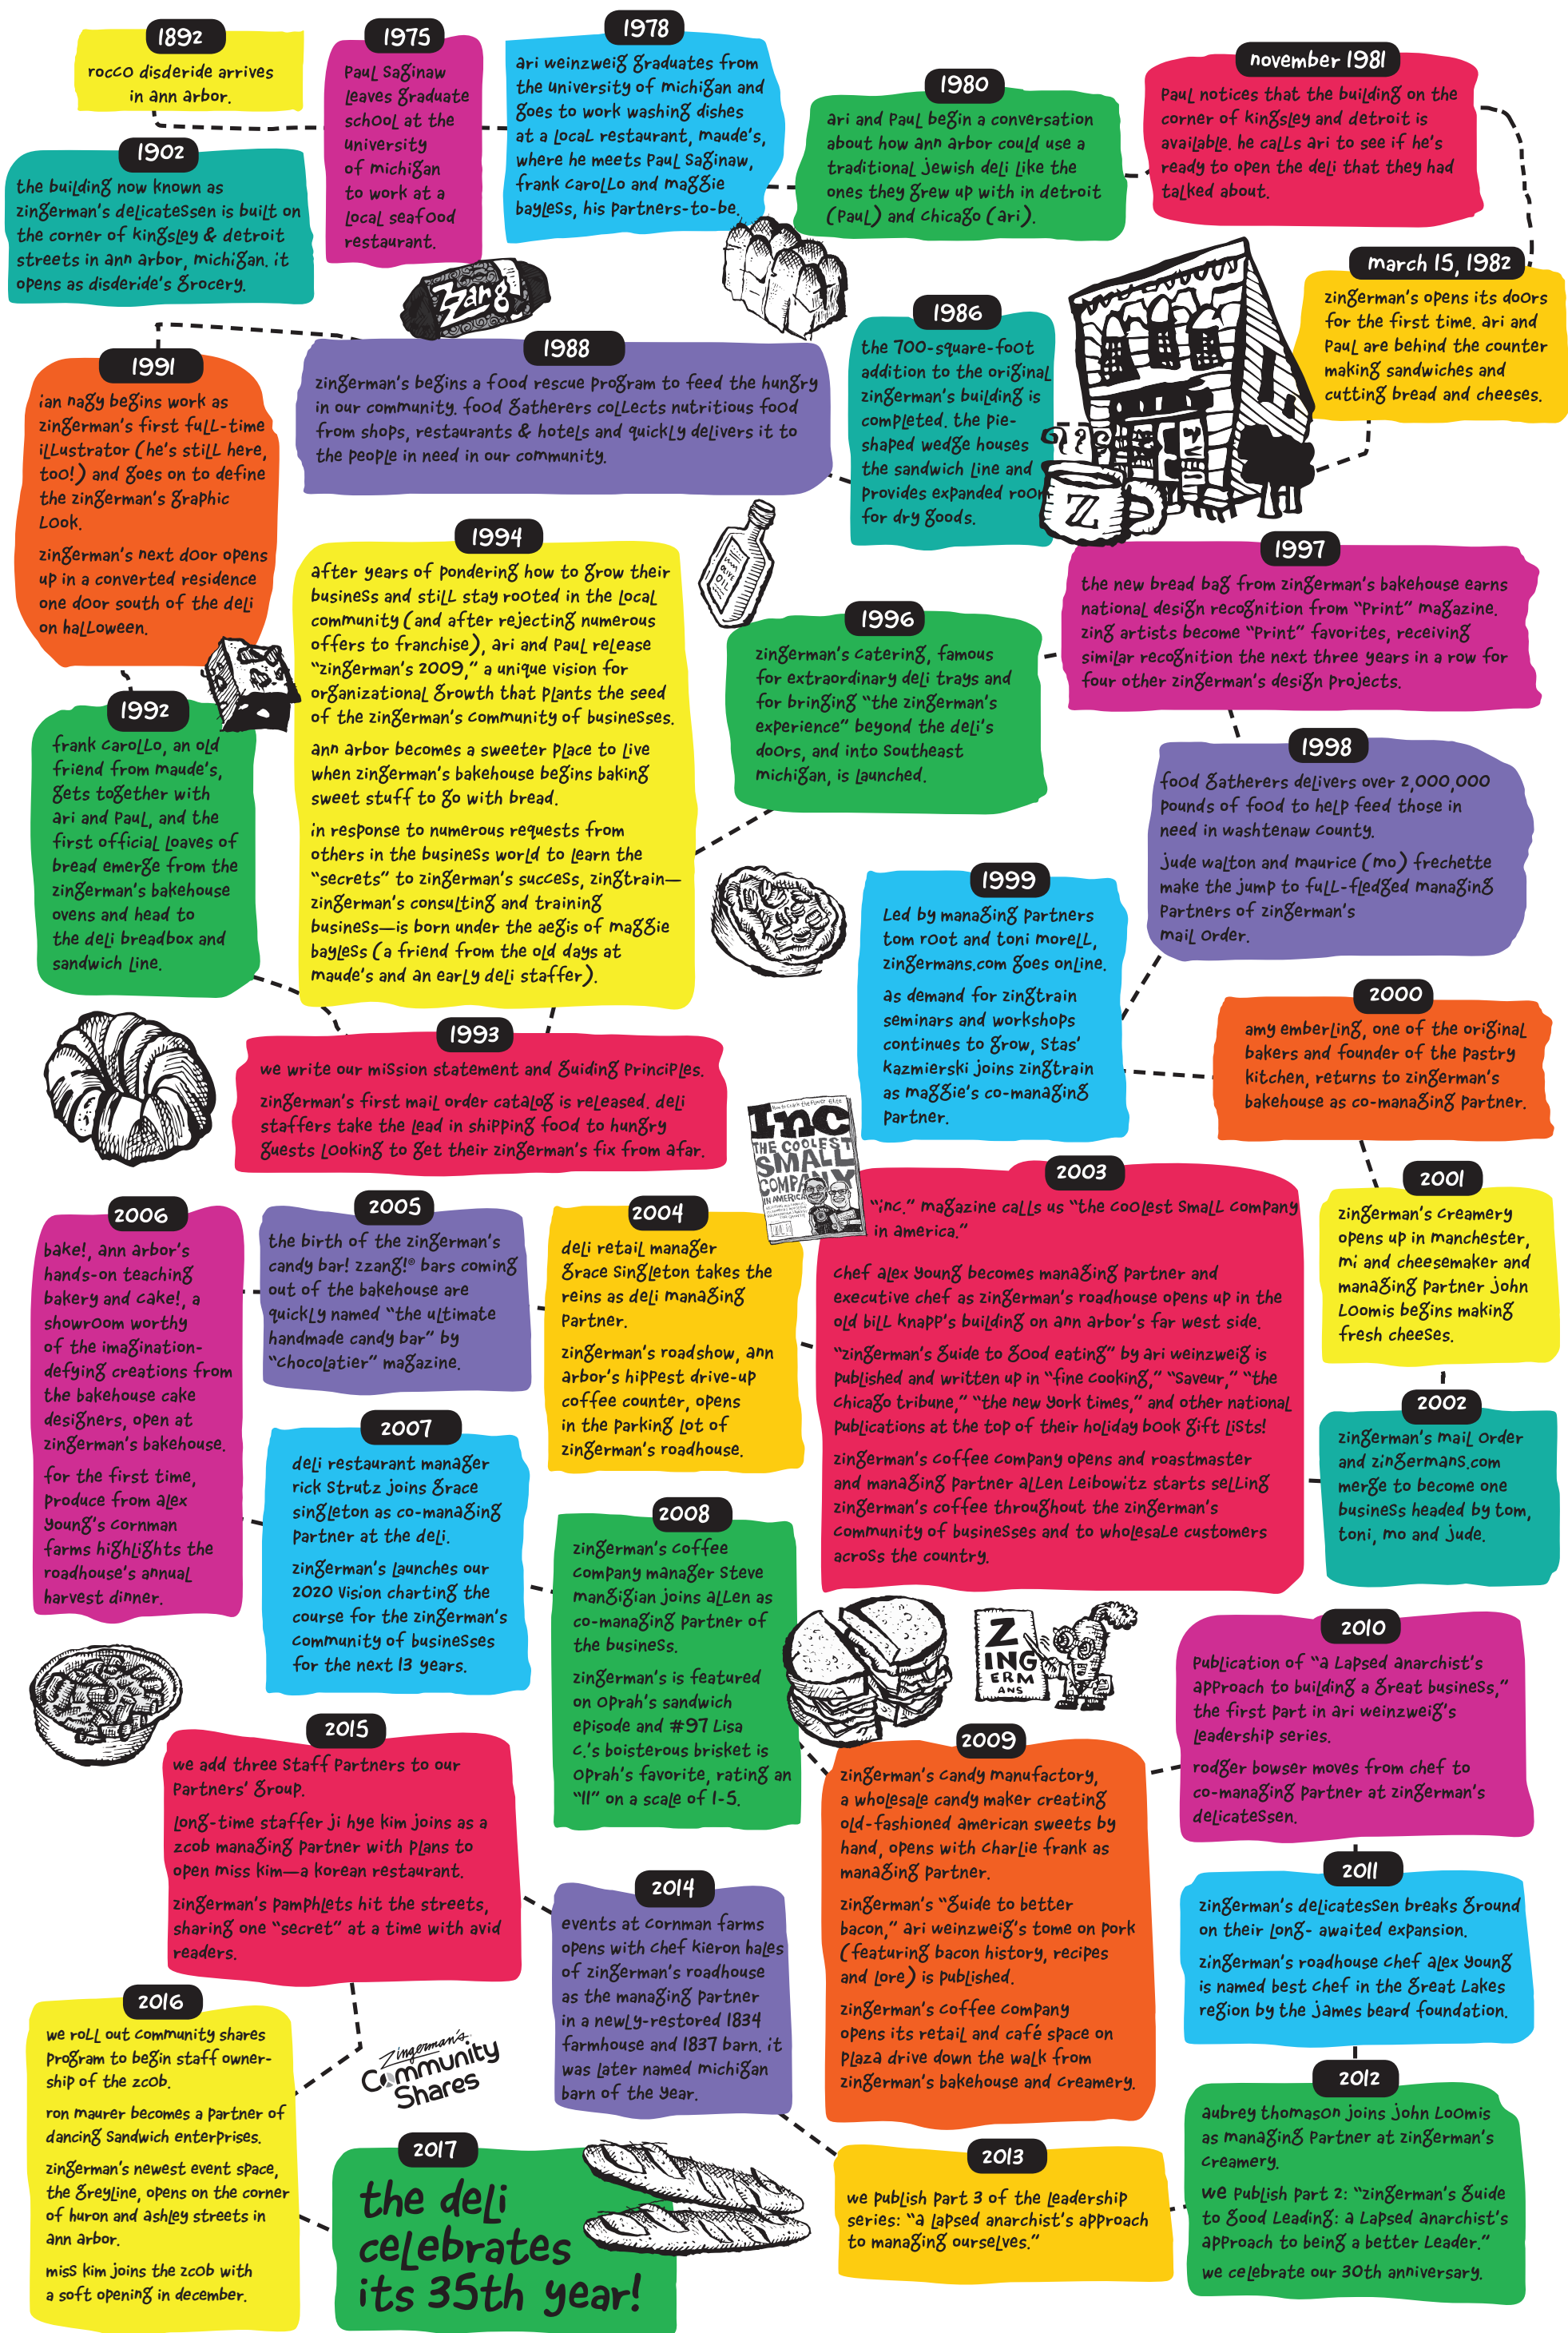 1892
rocco disderide arrives
in ann arbor.
1902
the building now known as
zingerman's delicatessen is built on
the corner of kingsley & detroit
streets in ann arbor, michigan. it
opens as disderide's grocery.
1975
paul saginaw
leaves graduate
school at the
university
of michigan
to work at a
local seafood
restaurant.
1978
ari weinzweig graduates from
the university of michigan and
goes to work washing dishes
at a local restaurant, maude's,
where he meets paul saginaw,
frank carollo and maggie
bayless, his partners-to-be.
1980
ari and paul begin a conversation
about how ann arbor could use a
traditional jewish deli like the
ones they grew up with in detroit
(paul) and chicago (ari).
november 1981
paul notices that the building on the
corner of kingsley and detroit is
available. he calls ari to see if he's
ready to open the deli that they had
talked about.
march 15, 1982
zingerman's opens its doors
for the first time. ari and
paul are behind the counter
making sandwiches and
cutting bread and cheeses.
1986
the 700-square-foot
addition to the original
zingerman's building is
completed. the pie-
shaped wedge houses
the sandwich line and
provides expanded room
for dry goods.
Z
Zzang!
1988
zingerman's begins a food rescue program to feed the hungry
in our community. food gatherers collects nutritious food
from shops, restaurants & hotels and quickly delivers it to
the people in need in our community.
1991
ian nagy begins work as
zingerman's first full-time
illustrator (he's still here,
too!) and goes on to define
the zingerman's graphic
look.
zingerman's next door opens
up in a converted residence
one door south of the deli
on halloween.
1992
frank carollo, an old
friend from maude's,
gets together with
ari and paul, and the
first official loaves of
bread emerge from the
zingerman's bakehouse
ovens and head to
the deli breadbox and
sandwich line.
1993
we write our mission statement and guiding principles.
zingerman's first mail order catalog is released. deli
staffers take the lead in shipping food to hungry
guests looking to get their zingerman's fix from afar.
1994
after years of pondering how to grow their
business and still stay rooted in the local
community (and after rejecting numerous
offers to franchise), ari and paul release
"zingerman's 2009," a unique vision for
organizational growth that plants the seed
of the zingerman's community of businesses.
ann arbor becomes a sweeter place to live
when zingerman's bakehouse begins baking
sweet stuff to go with bread.
in response to numerous requests from
others in the business world to learn the
"secrets" to zingerman's success, zingtrain—
zingerman's consulting and training
business—is born under the aegis of maggie
bayless (a friend from the old days at
maude's and an early deli staffer).
OLIVE
OIL
1996
zingerman's catering, famous
for extraordinary deli trays and
for bringing "the zingerman's
experience" beyond the deli's
doors, and into southeast
michigan, is launched.
1997
the new bread bag from zingerman's bakehouse earns
national design recognition from "print" magazine.
zing artists become "print" favorites, receiving
similar recognition the next three years in a row for
four other zingerman's design projects.
1998
food gatherers delivers over 2,000,000
pounds of food to help feed those in
need in washtenaw county.
jude walton and maurice (mo) frechette
make the jump to full-fledged managing
partners of zingerman's
mail order.
1999
led by managing partners
tom root and toni morell,
zingermans.com goes online.
as demand for zingtrain
seminars and workshops
continues to grow, stas'
kazmierski joins zingtrain
as maggie's co-managing
partner.
2000
amy emberling, one of the original
bakers and founder of the pastry
kitchen, returns to zingerman's
bakehouse as co-managing partner.
2001
zingerman's creamery
opens up in manchester,
mi and cheesemaker and
managing partner john
loomis begins making
fresh cheeses.
2002
zingerman's mail order
and zingermans.com
merge to become one
business headed by tom,
toni, mo and jude.
Inc
THE COOLEST
SMALL
COMPANY
IN AMERICA
2003
"inc." magazine calls us "the coolest small company
in america."
chef alex young becomes managing partner and
executive chef as zingerman's roadhouse opens up in the
old bill knapp's building on ann arbor's far west side.
"zingerman's guide to good eating" by ari weinzweig is
published and written up in "fine cooking," "saveur," "the
chicago tribune," "the new york times," and other national
publications at the top of their holiday book gift lists!
zingerman's coffee company opens and roastmaster
and managing partner allen leibowitz starts selling
zingerman's coffee throughout the zingerman's
community of businesses and to wholesale customers
across the country.
2004
deli retail manager
grace singleton takes the
reins as deli managing
partner.
zingerman's roadshow, ann
arbor's hippest drive-up
coffee counter, opens
in the parking lot of
zingerman's roadhouse.
2005
the birth of the zingerman's
candy bar! zzang!® bars coming
out of the bakehouse are
quickly named "the ultimate
handmade candy bar" by
"chocolatier" magazine.
2006
bake!, ann arbor's
hands-on teaching
bakery and cake!, a
showroom worthy
of the imagination-
defying creations from
the bakehouse cake
designers, open at
zingerman's bakehouse.
for the first time,
produce from alex
young's cornman
farms highlights the
roadhouse's annual
harvest dinner.
2007
deli restaurant manager
rick strutz joins grace
singleton as co-managing
partner at the deli.
zingerman's launches our
2020 vision charting the
course for the zingerman's
community of businesses
for the next 13 years.
2008
zingerman's coffee
company manager steve
mangigian joins allen as
co-managing partner of
the business.
zingerman's is featured
on oprah's sandwich
episode and #97 lisa
c.'s boisterous brisket is
oprah's favorite, rating an
"11" on a scale of 1-5.
Z
ING
ERM
ANS
2009
zingerman's candy manufactory,
a wholesale candy maker creating
old-fashioned american sweets by
hand, opens with charlie frank as
managing partner.
zingerman's "guide to better
bacon," ari weinzweig's tome on pork
(featuring bacon history, recipes
and lore) is published.
zingerman's coffee company
opens its retail and café space on
plaza drive down the walk from
zingerman's bakehouse and creamery.
2010
publication of "a lapsed anarchist's
approach to building a great business,"
the first part in ari weinzweig's
leadership series.
rodger bowser moves from chef to
co-managing partner at zingerman's
delicatessen.
2011
zingerman's delicatessen breaks ground
on their long- awaited expansion.
zingerman's roadhouse chef alex young
is named best chef in the great lakes
region by the james beard foundation.
2012
aubrey thomason joins john loomis
as managing partner at zingerman's
creamery.
we publish part 2: "zingerman's guide
to good leading: a lapsed anarchist's
approach to being a better leader."
we celebrate our 30th anniversary.
2013
we publish part 3 of the leadership
series: "a lapsed anarchist's approach
to managing ourselves."
2014
events at cornman farms
opens with chef kieron hales
of zingerman's roadhouse
as the managing partner
in a newly-restored 1834
farmhouse and 1837 barn. it
was later named michigan
barn of the year.
2015
we add three staff partners to our
partners' group.
long-time staffer ji hye kim joins as a
zcob managing partner with plans to
open miss kim—a korean restaurant.
zingerman's pamphlets hit the streets,
sharing one "secret" at a time with avid
readers.
2016
we roll out community shares
program to begin staff owner-
ship of the zcob.
ron maurer becomes a partner of
dancing sandwich enterprises.
zingerman's newest event space,
the greyline, opens on the corner
of huron and ashley streets in
ann arbor.
miss kim joins the zcob with
a soft opening in december.
Zingerman's
Community
Shares
2017
the deli
celebrates
its 35th year!